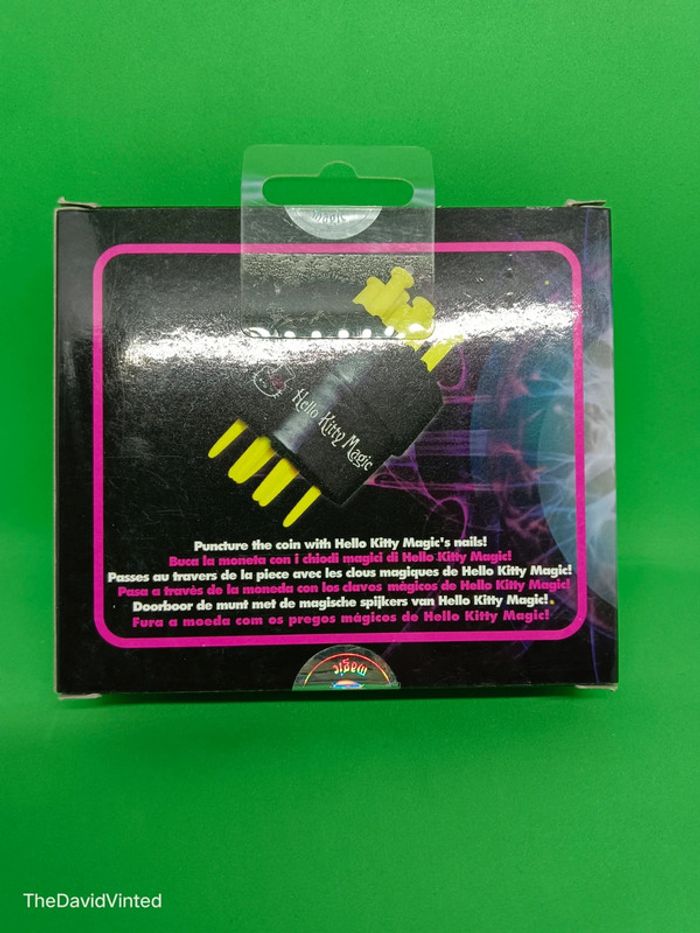 magic
Hello Kitty Magic
Puncture the coin with Hello Kitty Magic's nails!
Buca la moneta con i chiodi magici di Hello Kitty Magic!
Passes au travers de la piece avec les clous magiques de Hello Kitty Magic!
Pasa a través de la moneda con los clavos mágicos de Hello Kitty Magic!
Doorboor de munt met de magische spijkers van Hello Kitty Magic!
Fura a moeda com os pregos mágicos de Hello Kitty Magic!
magic
TheDavidVinted